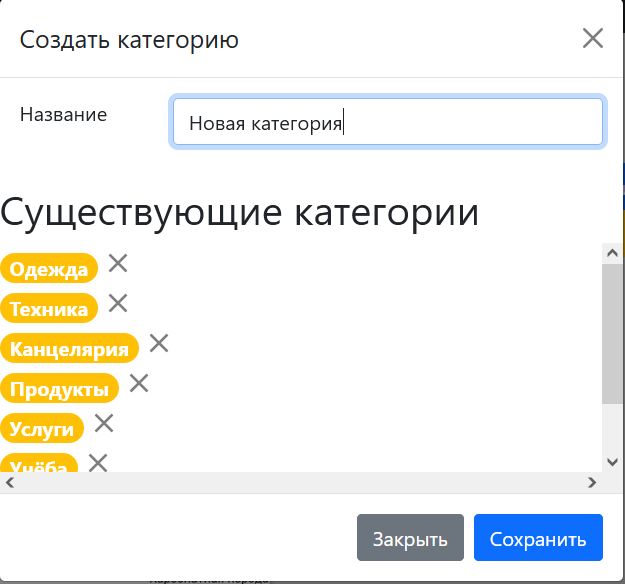 Создать категорию
Название
Новая категория
Существующие категории
Одежда
Техника
Канцелярия
Продукты
Услуги
Учёба
Закрыть
Сохранить